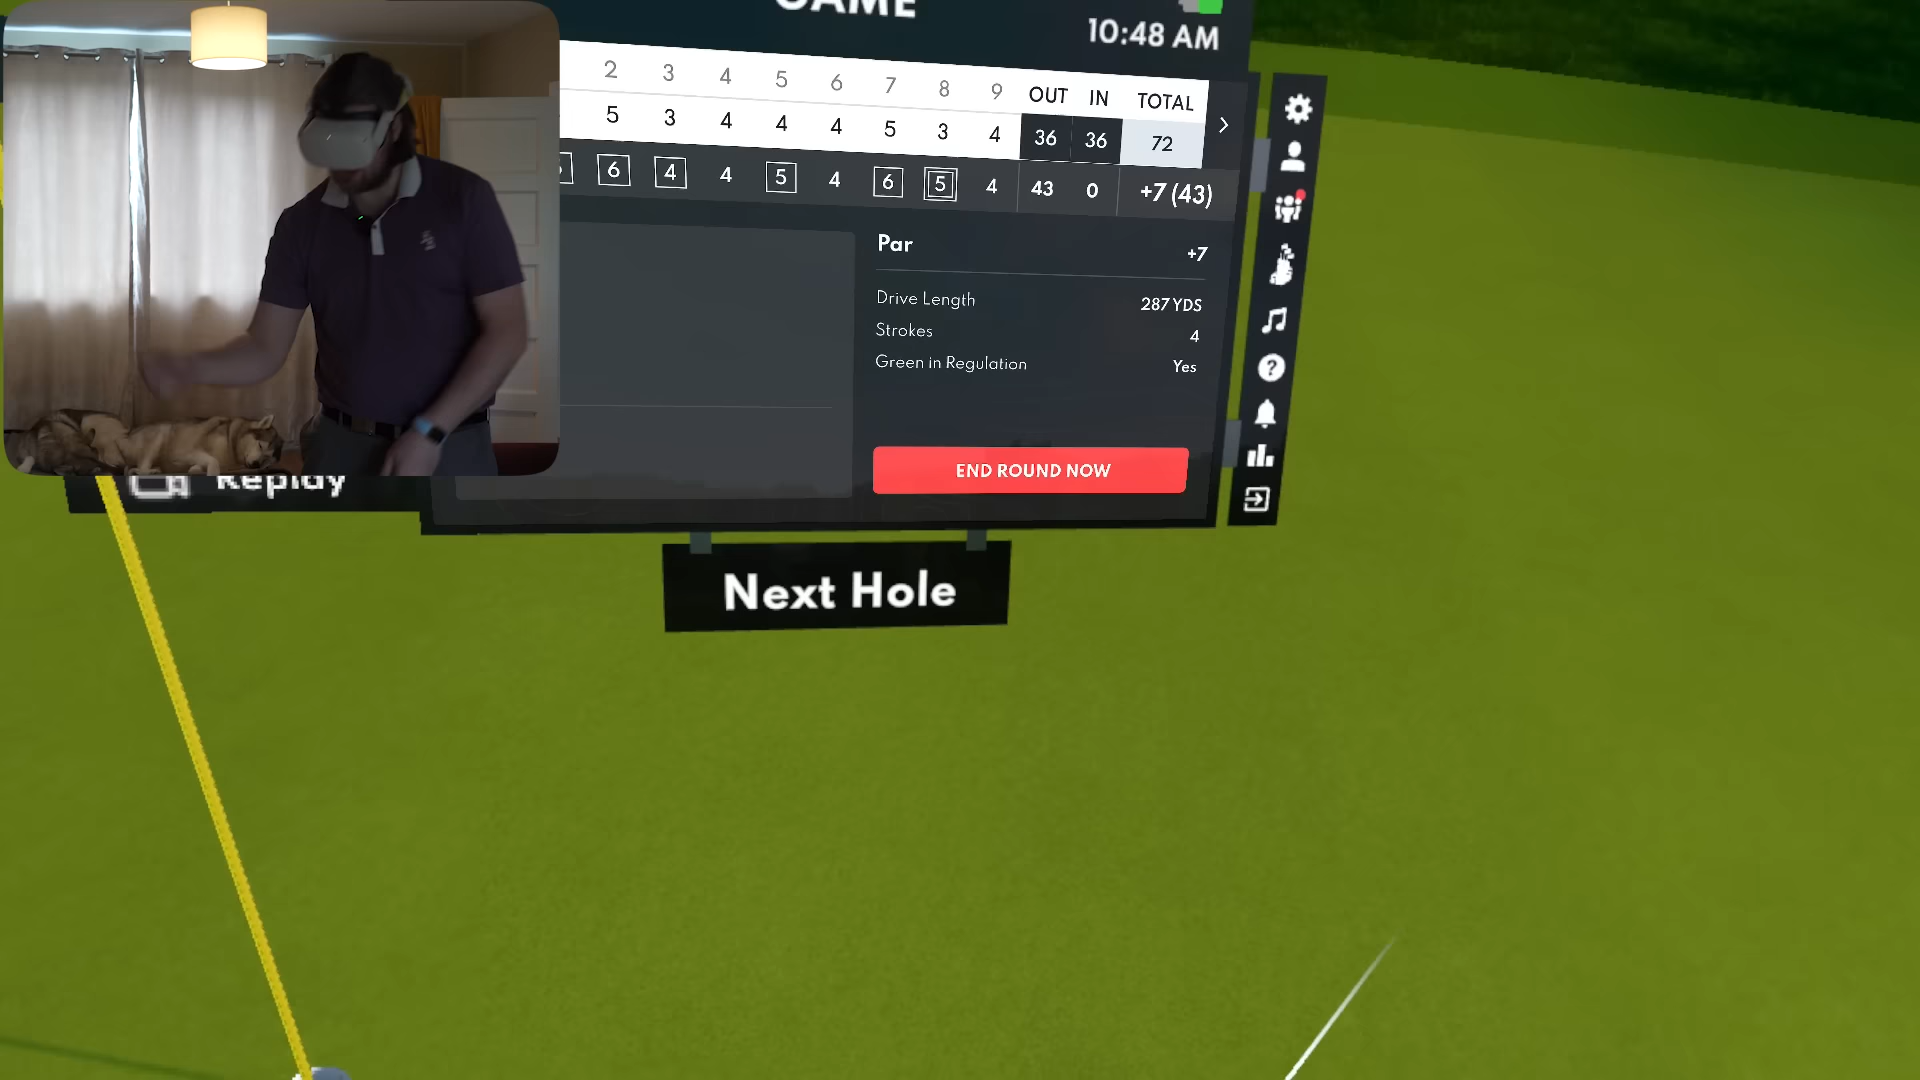 GAME
10:48 AM
2 3 4 5 6 7 8 9 OUT IN TOTAL
5 3 4 4 4 5 3 4 36 36 72
6 4 4 5 4 6 5 4 43 0 +7 (43)
Par +7
Drive Length 287 YDS
Strokes 4
Green in Regulation Yes
END ROUND NOW
Replay
Next Hole